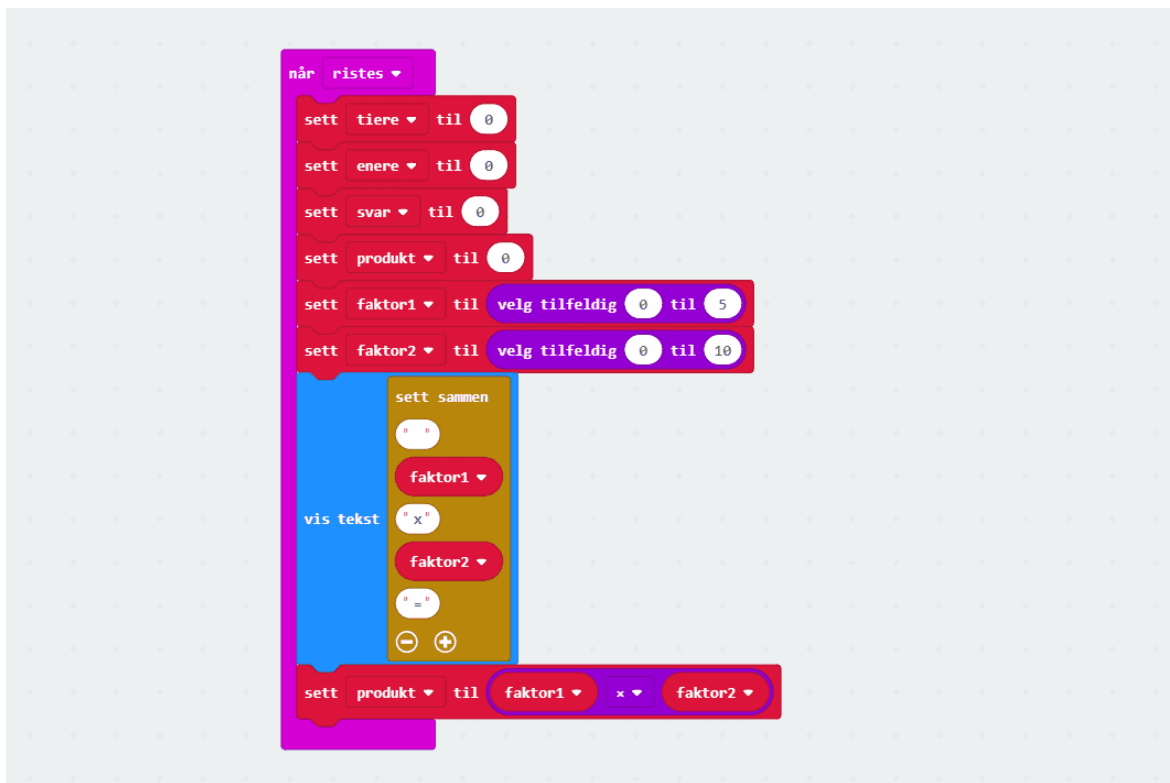 når ristes
sett tiere til 0
sett enere til 0
sett svar til 0
sett produkt til 0
sett faktor1 til velg tilfeldig 0 til 5
sett faktor2 til velg tilfeldig 0 til 10
sett sammen
" "
faktor1
vis tekst "x"
faktor2
"="
sett produkt til faktor1 x faktor2